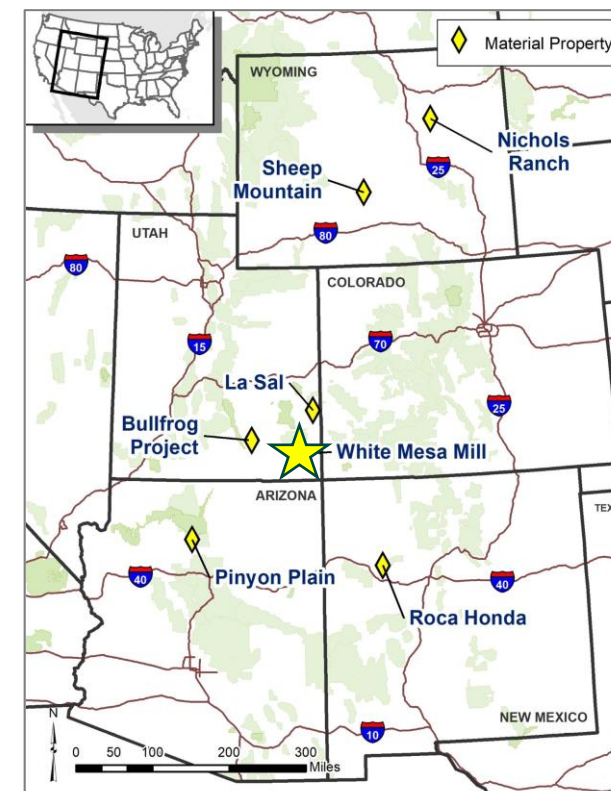 Material Property
WYOMING
Nichols
Ranch
25
Sheep
Mountain
UTAH
80
80
COLORADO
15
70
La Sal
25
Bullfrog
Project
White Mesa Mill
ARIZONA
TEX
40
Pinyon Plain
40
Roca Honda
NEW MEXICO
10
N
0 50 100 200 300
Miles